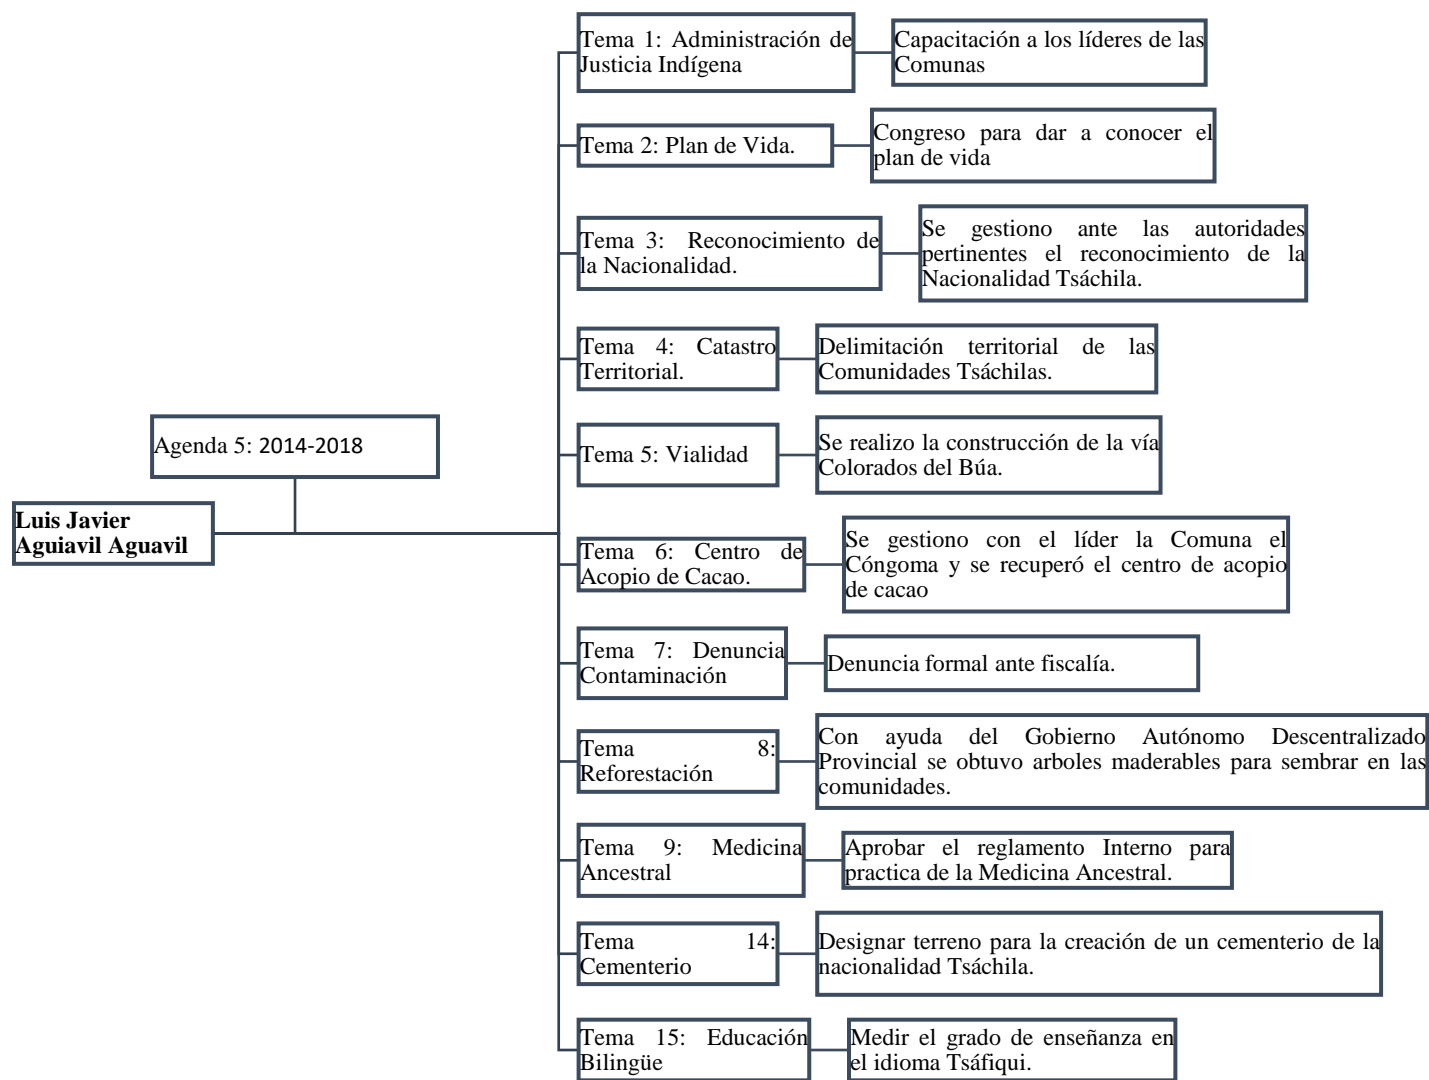 Tema 1: Administración de
Justicia Indígena
Capacitación a los líderes de las
Comunas
Tema 2: Plan de Vida.
Congreso para dar a conocer el
plan de vida
Tema 3: Reconocimiento de
la Nacionalidad.
Se gestiono ante las autoridades
pertinentes el reconocimiento de la
Nacionalidad Tsáchila.
Tema 4: Catastro
Territorial.
Delimitación territorial de las
Comunidades Tsáchilas.
Agenda 5: 2014-2018
Tema 5: Vialidad
Se realizo la construcción de la vía
Colorados del Búa.
Luis Javier
Aguiavil Aguavil
Tema 6: Centro de
Acopio de Cacao.
Se gestiono con el líder la Comuna el
Cóngoma y se recuperó el centro de acopio
de cacao
Tema 7: Denuncia
Contaminación
Denuncia formal ante fiscalía.
Tema 8:
Reforestación
Con ayuda del Gobierno Autónomo Descentralizado
Provincial se obtuvo arboles maderables para sembrar en las
comunidades.
Tema 9: Medicina
Ancestral
Aprobar el reglamento Interno para
practica de la Medicina Ancestral.
Tema 14:
Cementerio
Designar terreno para la creación de un cementerio de la
nacionalidad Tsáchila.
Tema 15: Educación
Bilingüe
Medir el grado de enseñanza en
el idioma Tsáfiqui.